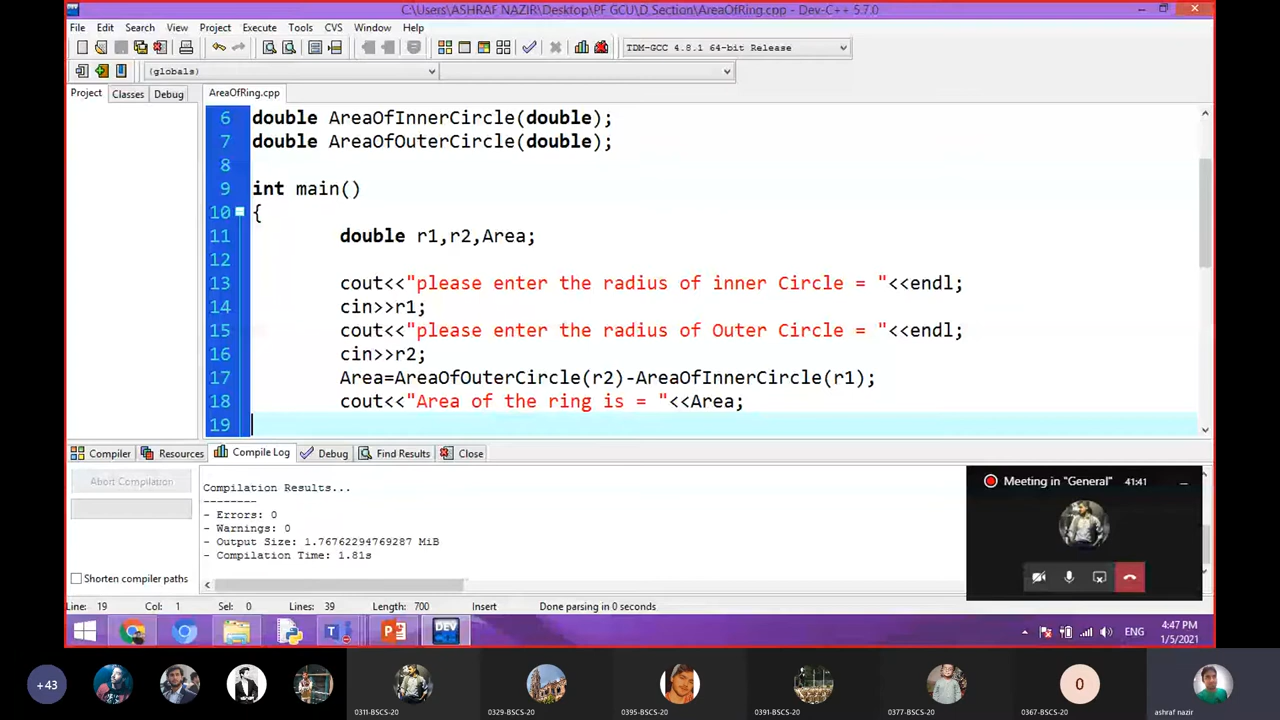 C:\Users\ASHRAF NAZIR\Desktop\PF GCU\D Section\AreaOfRing.cpp - Dev-C++ 5.7.0
File Edit Search View Project Execute Tools CVS Window Help
TDM-GCC 4.8.1 64-bit Release
(globals)
Project Classes Debug AreaOfRing.cpp
6 double AreaOfInnerCircle(double);
7 double AreaOfOuterCircle(double);
8
9 int main()
10 {
11 double r1,r2,Area;
12
13 cout<<"please enter the radius of inner Circle = "<<endl;
14 cin>>r1;
15 cout<<"please enter the radius of Outer Circle = "<<endl;
16 cin>>r2;
17 Area=AreaOfOuterCircle(r2)-AreaOfInnerCircle(r1);
18 cout<<"Area of the ring is = "<<Area;
19
Compiler Resources Compile Log Debug Find Results Close
Abort Compilation
Compilation Results...
--------
- Errors: 0
- Warnings: 0
- Output Size: 1.76762294769287 MiB
- Compilation Time: 1.81s
Shorten compiler paths
Meeting in "General" 41:41
Line: 19 Col: 1 Sel: 0 Lines: 39 Length: 700 Insert Done parsing in 0 seconds
DEV
ENG
4:47 PM
1/5/2021
+43
0
0311-BSCS-20 0329-BSCS-20 0395-BSCS-20 0391-BSCS-20 0377-BSCS-20 0367-BSCS-20 ashraf nazir